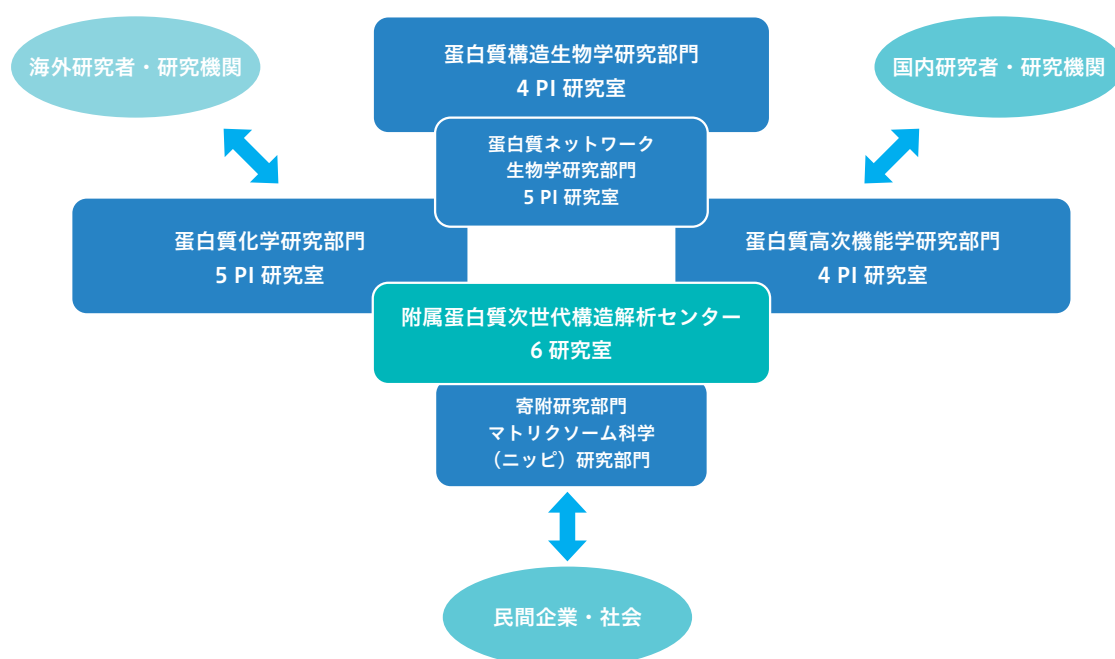 海外研究者・研究機関
蛋白質構造生物学研究部門
4 PI 研究室
国内研究者・研究機関
蛋白質ネットワーク
生物学研究部門
5 PI 研究室
蛋白質化学研究部門
5 PI 研究室
蛋白質高次機能学研究部門
4 PI 研究室
附属蛋白質次世代構造解析センター
6 研究室
寄附研究部門
マトリクソーム科学
（ニッピ）研究部門
民間企業・社会